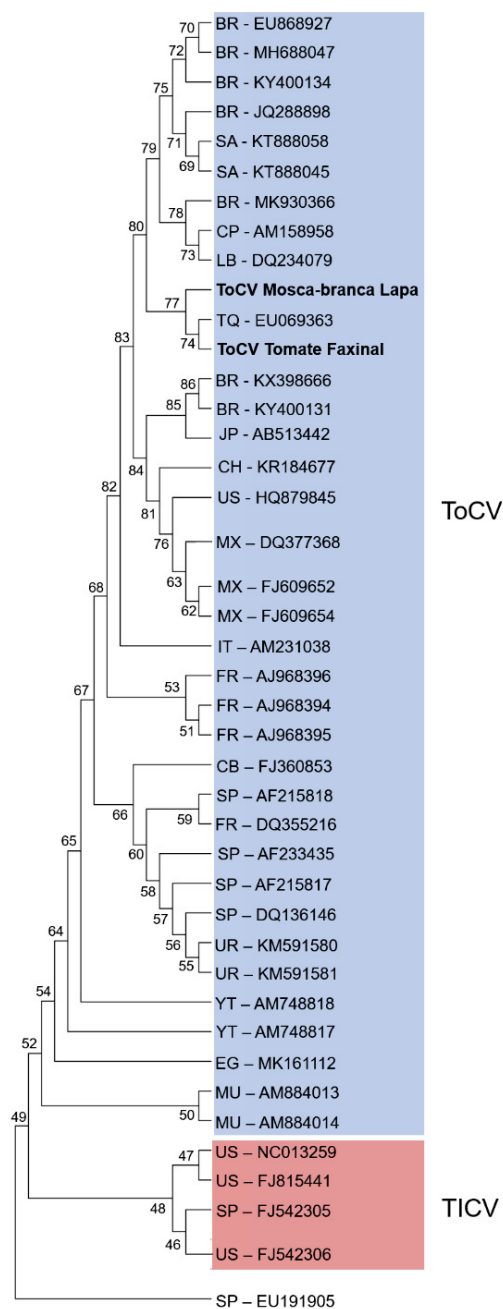 70
BR - EU868927
72
BR - MH688047
75
BR - KY400134
BR - JQ288898
71
79
SA - KT888058
69
SA - KT888045
BR - MK930366
78
CP - AM158958
80
73
LB - DQ234079
ToCV Mosca-branca Lapa
77
TQ - EU069363
83
74
ToCV Tomate Faxinal
86
BR - KX398666
85
BR - KY400131
JP - AB513442
84
CH - KR184677
82
81
US - HQ879845
ToCV
76
MX – DQ377368
63
68
MX – FJ609652
62
MX – FJ609654
IT – AM231038
67
53
FR – AJ968396
FR – AJ968394
51
FR – AJ968395
CB – FJ360853
66
SP – AF215818
59
FR – DQ355216
65
60
SP – AF233435
58
SP – AF215817
57
SP – DQ136146
64
56
UR – KM591580
55
UR – KM591581
54
YT – AM748818
YT – AM748817
52
EG – MK161112
MU – AM884013
49
50
MU – AM884014
47
US – NC013259
US – FJ815441
48
SP – FJ542305
TICV
46
US – FJ542306
SP – EU191905